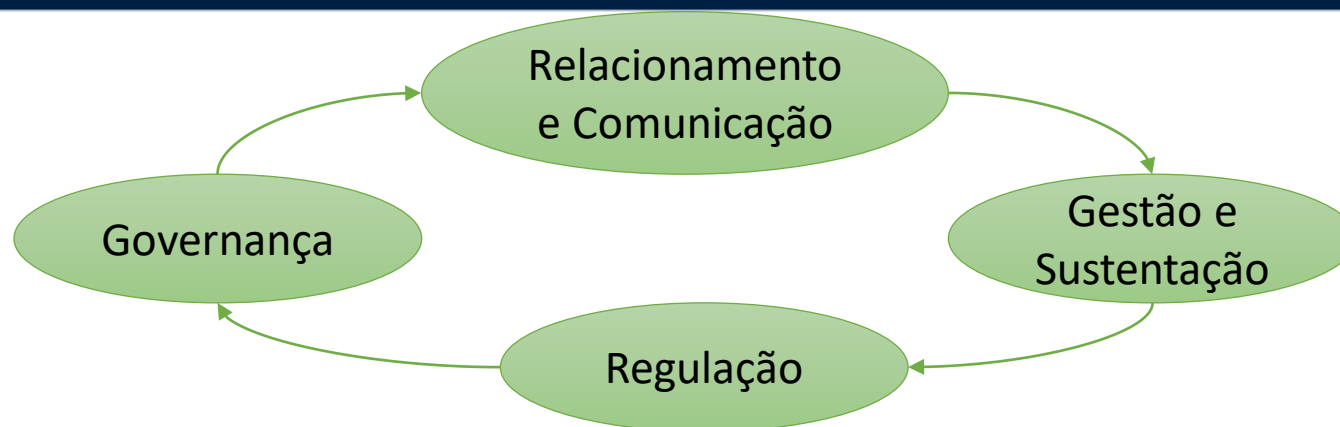 Relacionamento
e Comunicação
Governança
Gestão e
Sustentação
Regulação